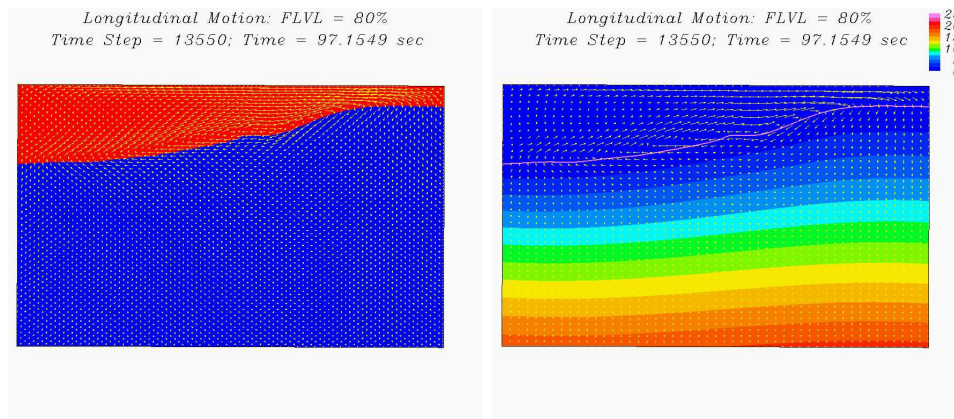 Longitudinal Motion: FLVL = 80%
Time Step = 13550; Time = 97.1549 sec
Longitudinal Motion: FLVL = 80%
Time Step = 13550; Time = 97.1549 sec